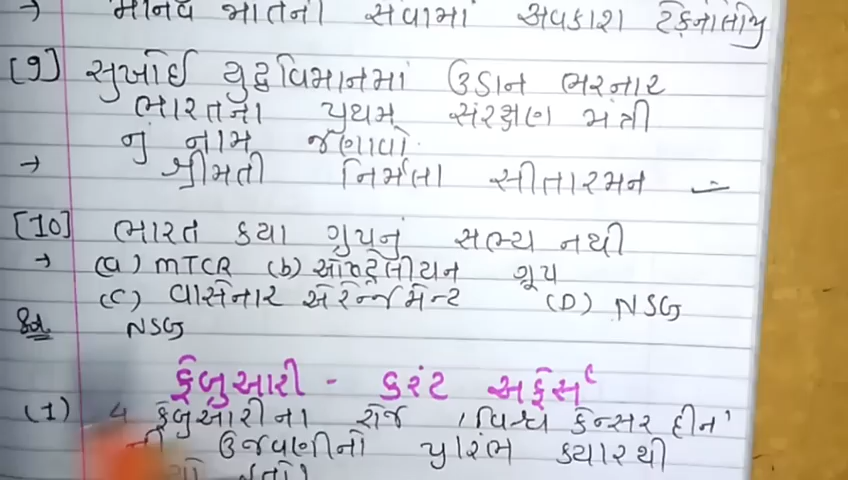 → માનવ જાતની સેવામાં અવકાશ ટેકનોલોજી
[9] સુખોઈ યુદ્ધવિમાનમાં ઉડાન ભરનાર
ભારતના પ્રથમ સંરક્ષણ મંત્રી
નું નામ જણાવો.
→ શ્રીમતી નિર્મલા સીતારમન
[10] ભારત કયા ગ્રુપનું સભ્ય નથી
→ (a) MTCR (b) ઓસ્ટ્રેલીયન ગ્રૂપ
(C) વાસેનાર એરેન્જમેન્ટ (D) NSG
જ. NSG
ફેબ્રુઆરી - કરંટ અફેર્સ
(1) 4 ફેબ્રુઆરીના રોજ 'વિશ્વ કેન્સર દીન'
ની ઉજવણીનો પ્રારંભ ક્યારથી